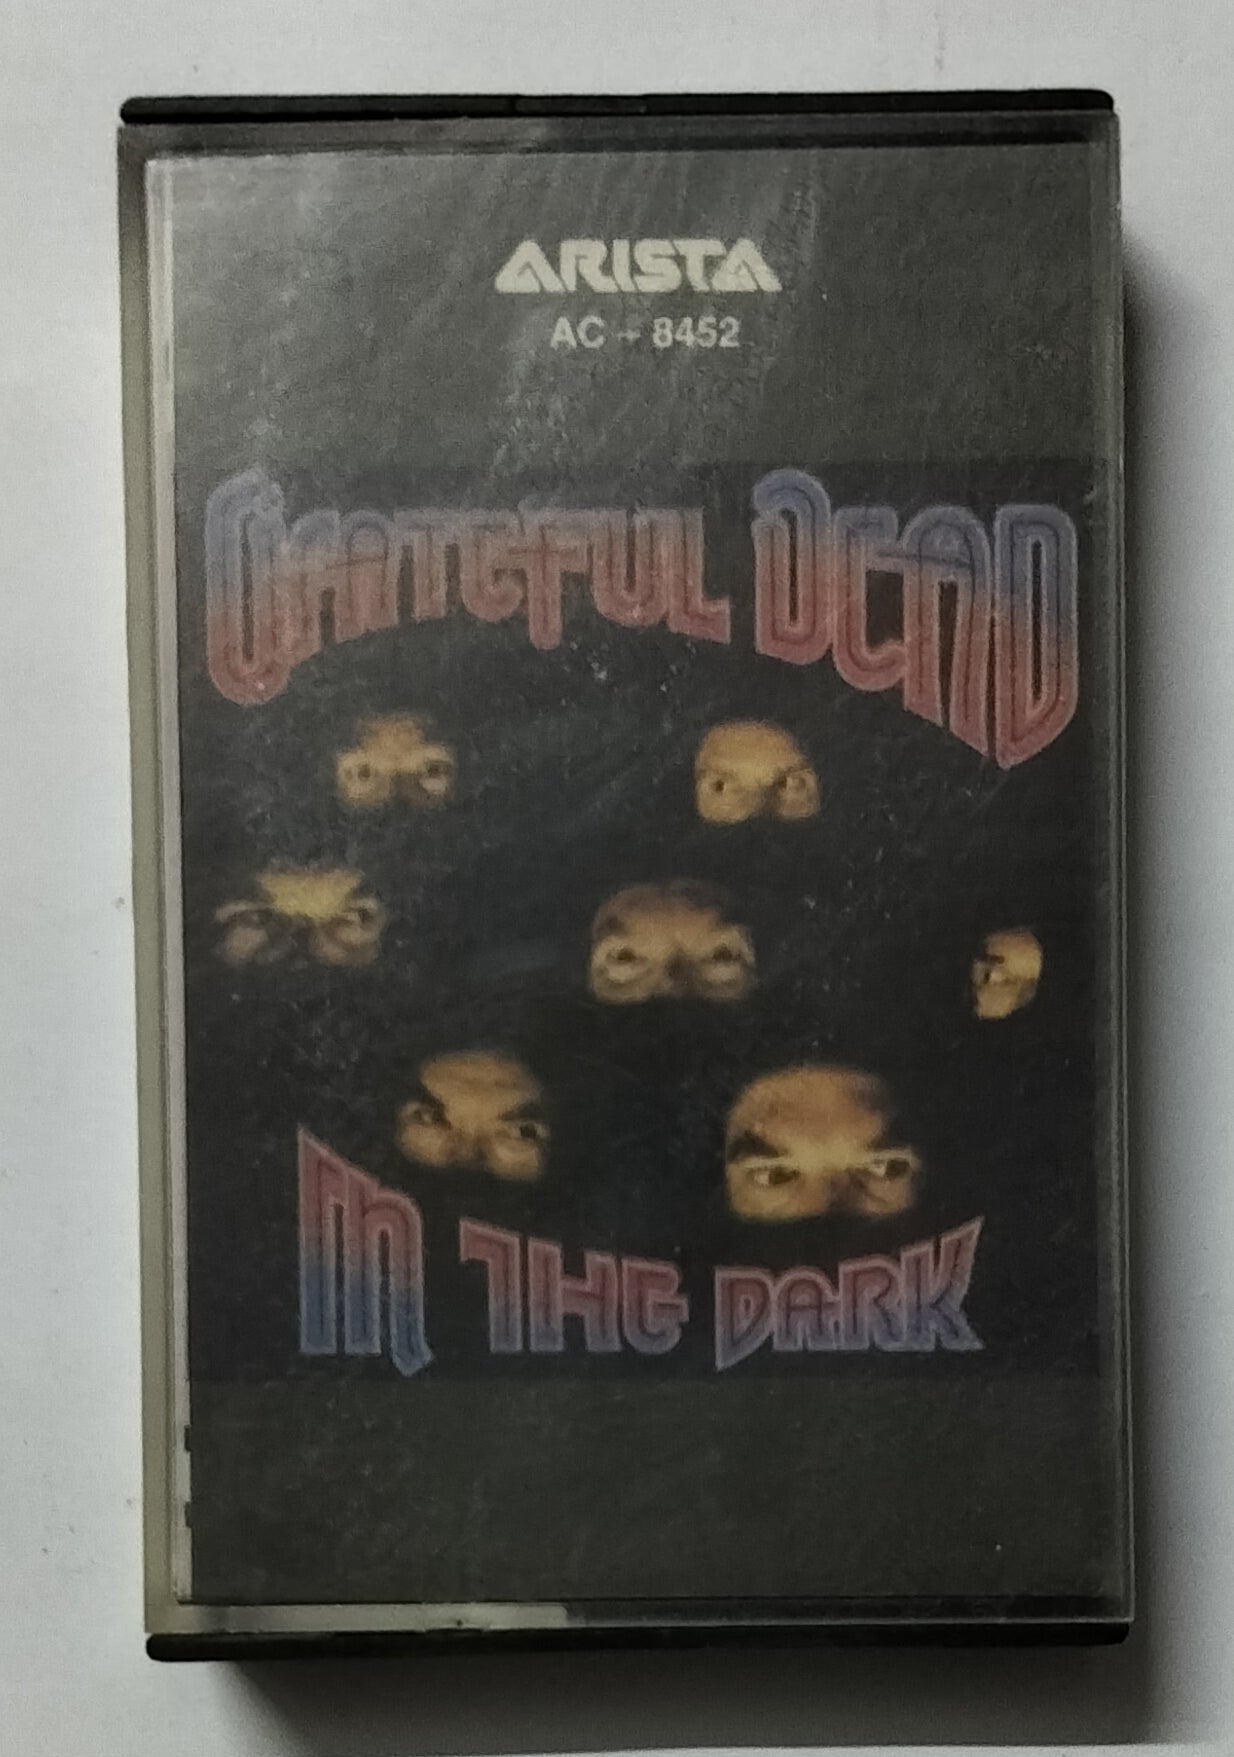 ARISTA
AC - 8452
GRATEFUL DEAD
IN THE DARK